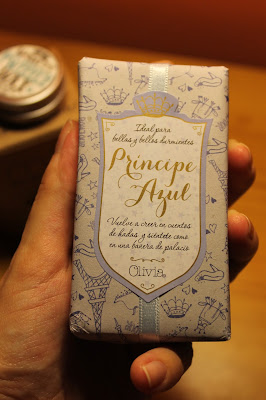 Ideal para
bellas y bellos durmientes
Príncipe
Azul
Vuelve a creer en cuentos
de hadas y siéntete como
en una bañera de palacio.
Olivia